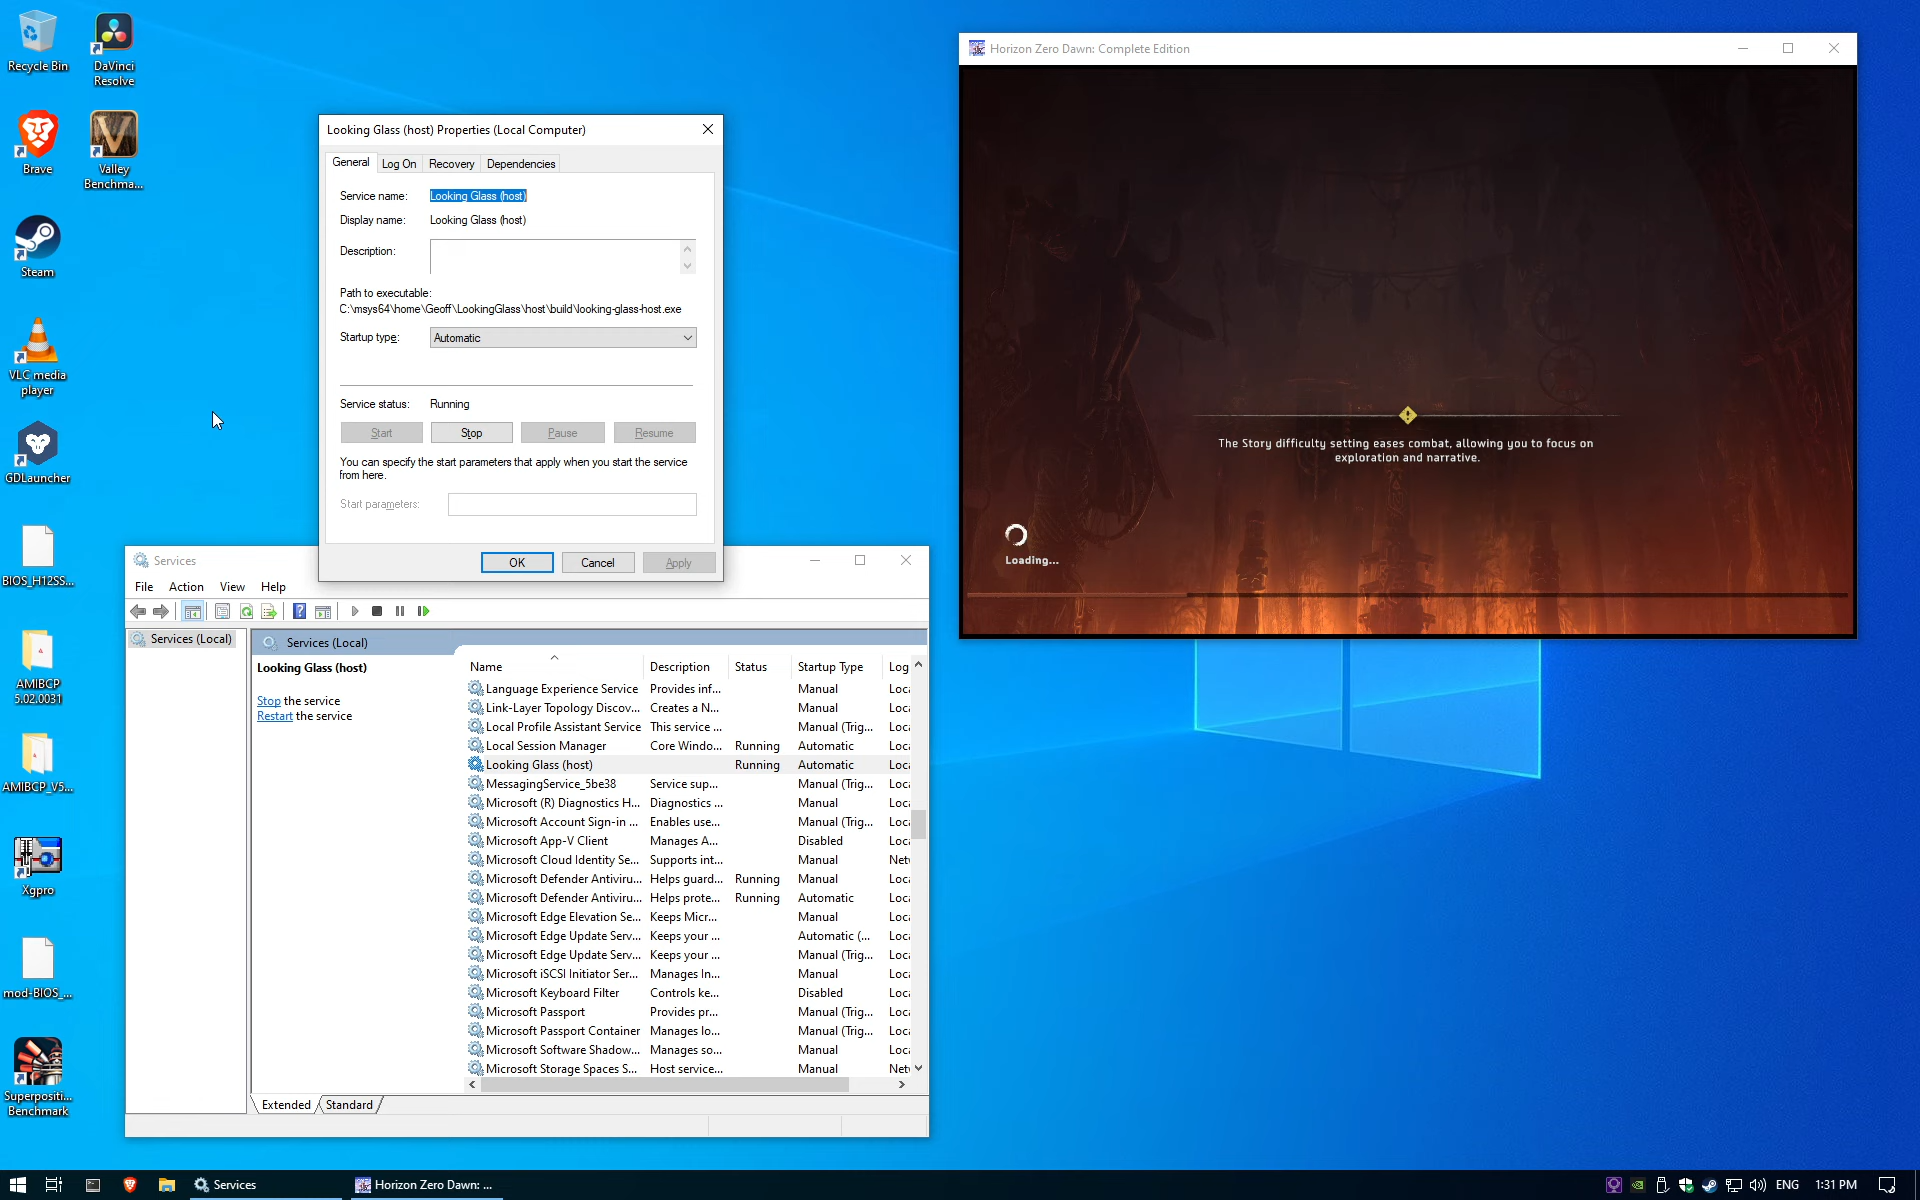 Recycle Bin
DaVinci
Resolve
Brave
Valley
Benchma...
Steam
VLC media
player
GDLauncher
BIOS_H12SS...
AMIBCP
5.02.0031
AMIBCP_V5...
Xgpro
mod-BIOS_...
Superpositi...
Benchmark
Looking Glass (host) Properties (Local Computer)
General Log On Recovery Dependencies
Service name: Looking Glass (host)
Display name: Looking Glass (host)
Description:
Path to executable:
C:\msys64\home\Geoff\LookingGlass\host\build\looking-glass-host.exe
Startup type: Automatic
Service status: Running
Start Stop Pause Resume
You can specify the start parameters that apply when you start the service
from here.
Start parameters:
OK Cancel Apply
Services
File Action View Help
Services (Local)
Services (Local)
Looking Glass (host)
Stop the service
Restart the service
Name Description Status Startup Type Log
Language Experience Service Provides inf... Manual Loca
Link-Layer Topology Discov... Creates a N... Manual Loca
Local Profile Assistant Service This service ... Manual (Trig... Loca
Local Session Manager Core Windo... Running Automatic Loca
Looking Glass (host) Running Automatic Loca
MessagingService_5be38 Service sup... Manual (Trig... Loca
Microsoft (R) Diagnostics H... Diagnostics ... Manual Loca
Microsoft Account Sign-in ... Enables use... Manual (Trig... Loca
Microsoft App-V Client Manages A... Disabled Loca
Microsoft Cloud Identity Se... Supports int... Manual Netw
Microsoft Defender Antiviru... Helps guard... Running Manual Loca
Microsoft Defender Antiviru... Helps prote... Running Automatic Loca
Microsoft Edge Elevation Se... Keeps Micr... Manual Loca
Microsoft Edge Update Serv... Keeps your ... Automatic (... Loca
Microsoft Edge Update Serv... Keeps your ... Manual (Trig... Loca
Microsoft iSCSI Initiator Ser... Manages In... Manual Loca
Microsoft Keyboard Filter Controls ke... Disabled Loca
Microsoft Passport Provides pr... Manual (Trig... Loca
Microsoft Passport Container Manages lo... Manual (Trig... Loca
Microsoft Software Shadow... Manages so... Manual Loca
Microsoft Storage Spaces S... Host service... Manual Netw
Extended Standard
Horizon Zero Dawn: Complete Edition
The Story difficulty setting eases combat, allowing you to focus on
exploration and narrative.
Loading...
Services
Horizon Zero Dawn: ...
ENG
1:31 PM